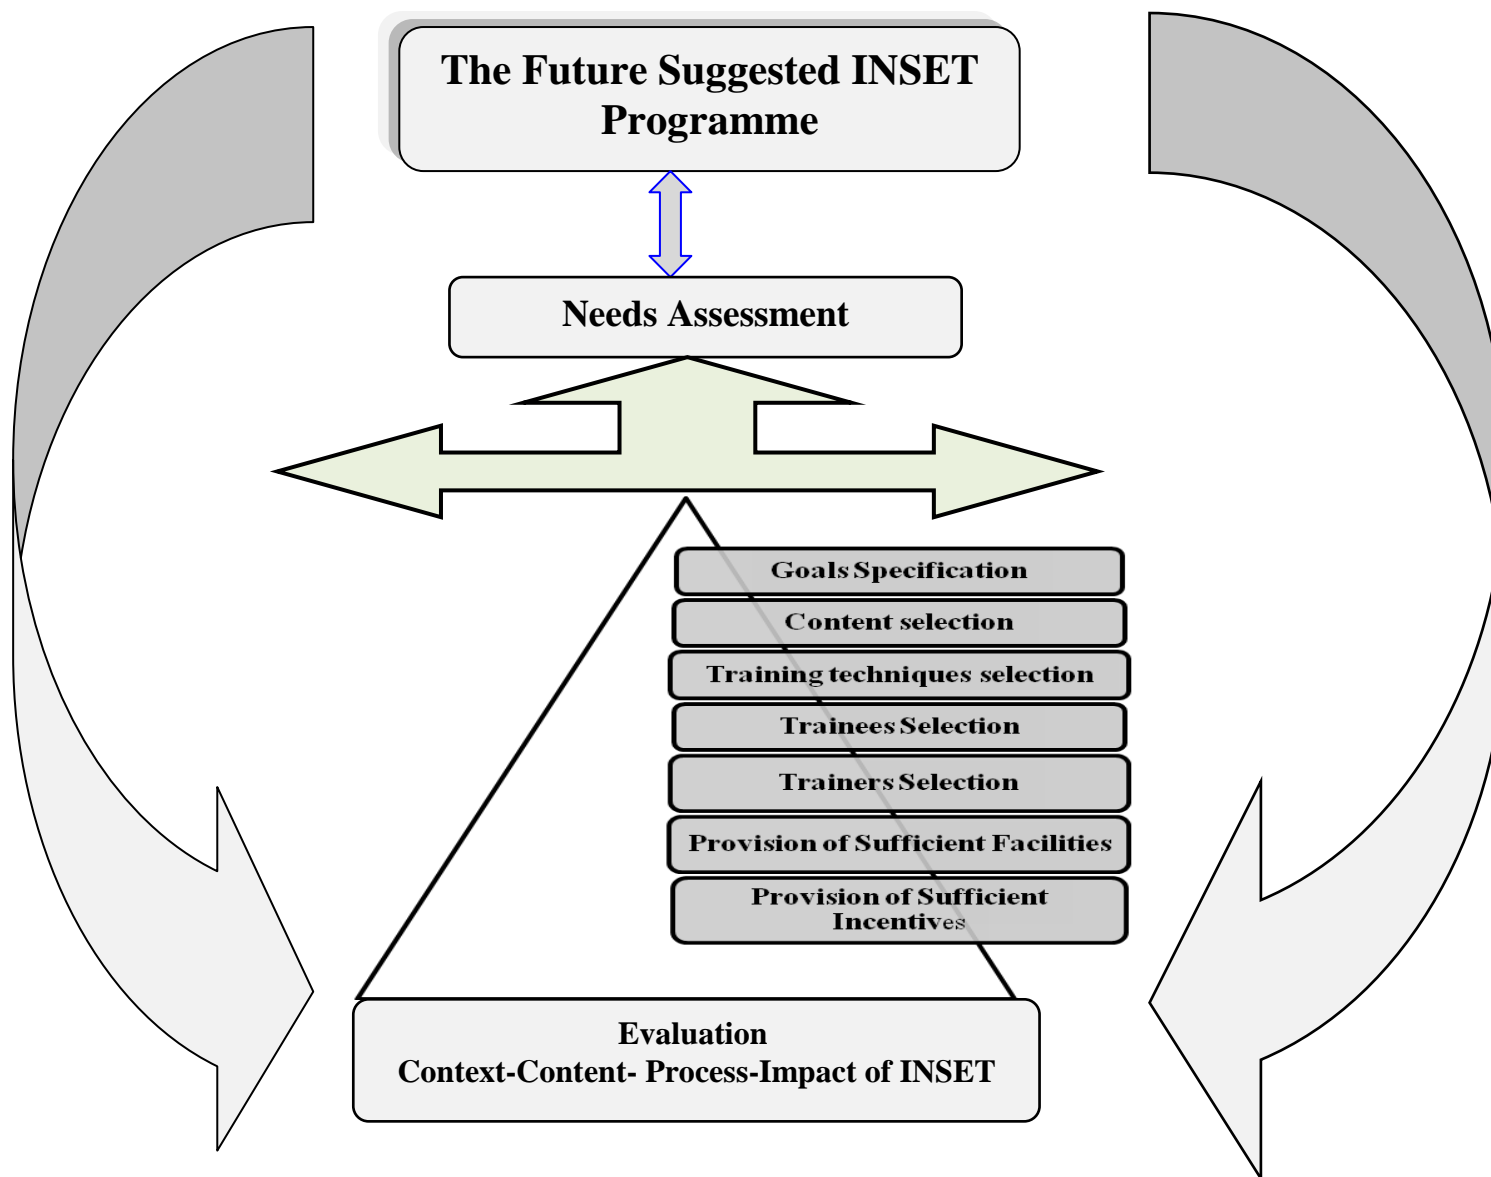 The Future Suggested INSET
Programme
Needs Assessment
Goals Specification
Content selection
Training techniques selection
Trainees Selection
Trainers Selection
Provision of Sufficient Facilities
Provision of Sufficient
Incentives
Evaluation
Context-Content- Process-Impact of INSET